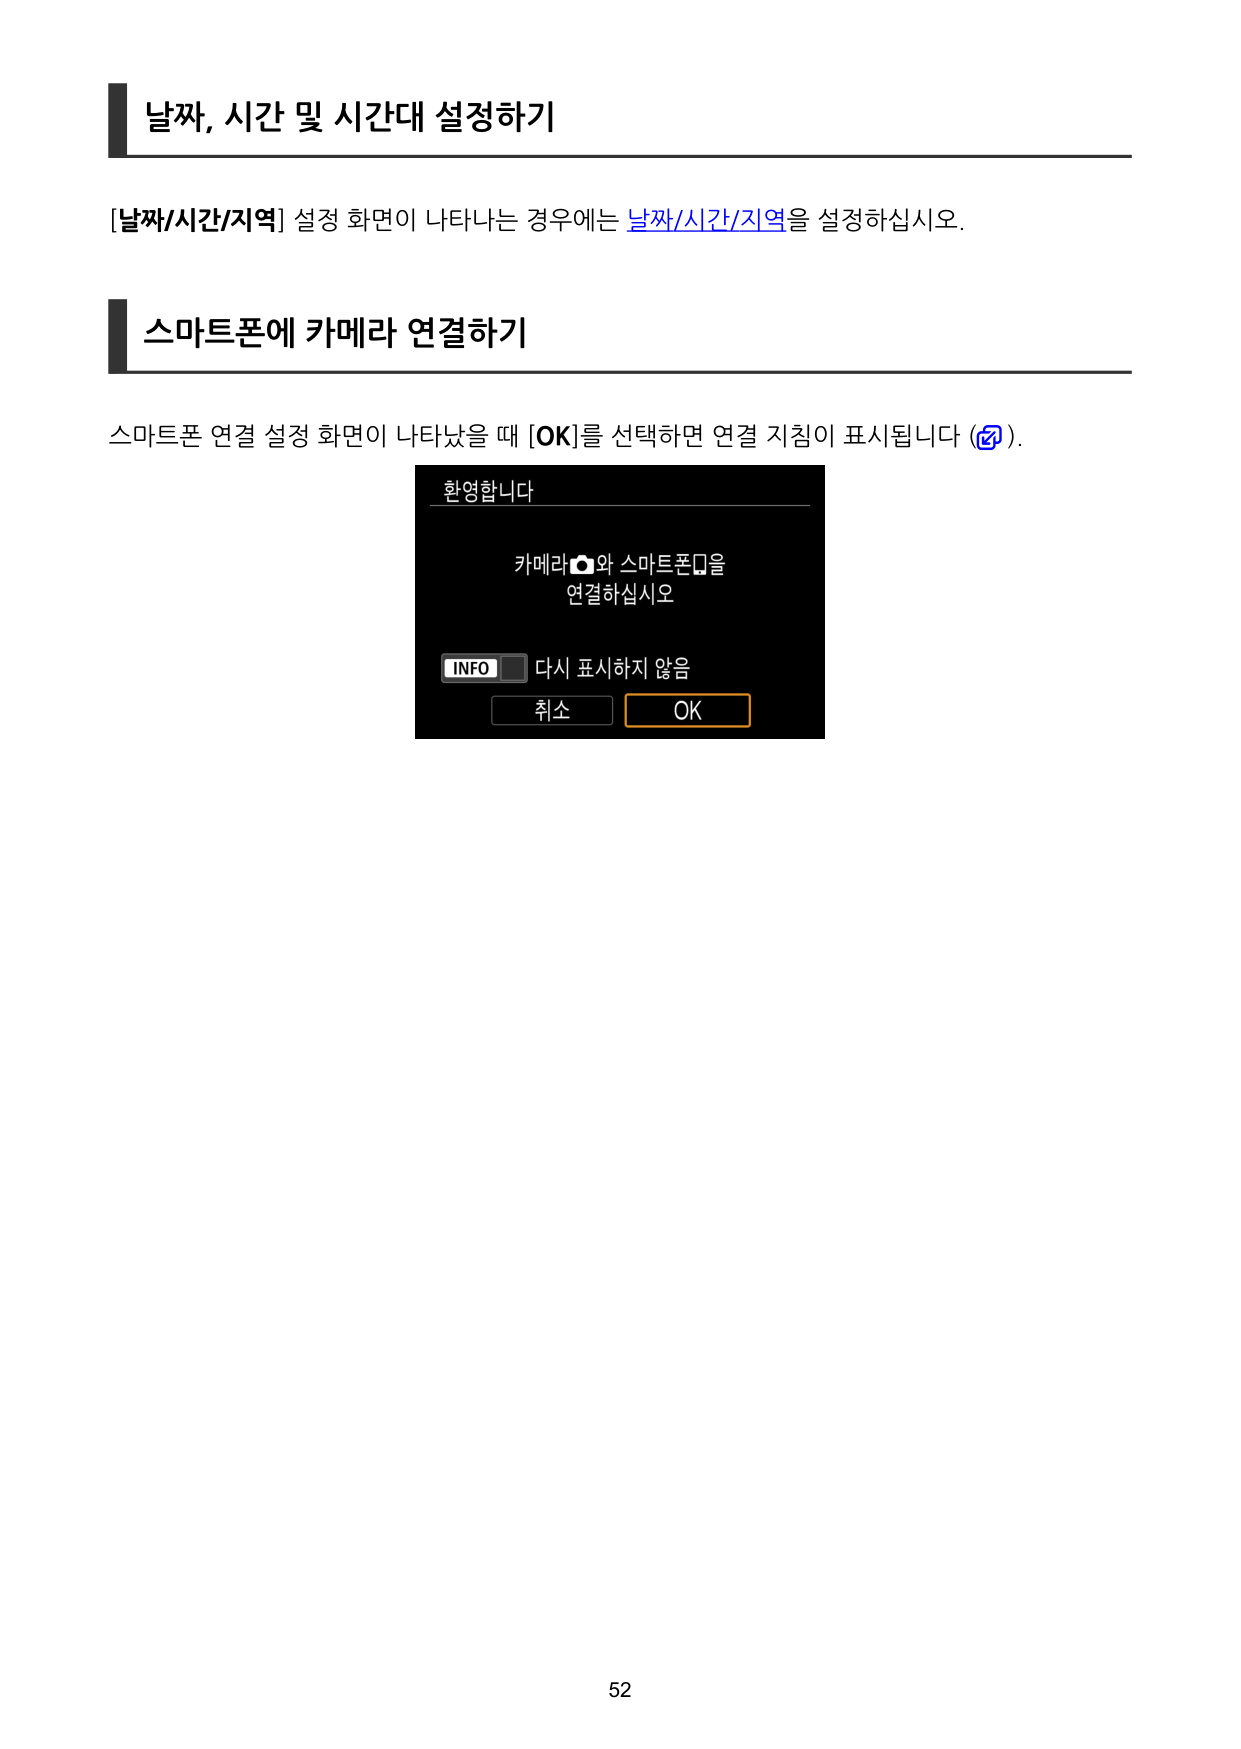 날짜, 시간 및 시간대 설정하기
[날짜/시간/지역] 설정 화면이 나타나는 경우에는 날짜/시간/지역을 설정하십시오.
스마트폰에 카메라 연결하기
스마트폰 연결 설정 화면이 나타났을 때 [OK]를 선택하면 연결 지침이 표시됩니다 ( ).
환영합니다
카메라 와 스마트폰 을
연결하십시오
INFO 다시 표시하지 않음
취소 OK
52